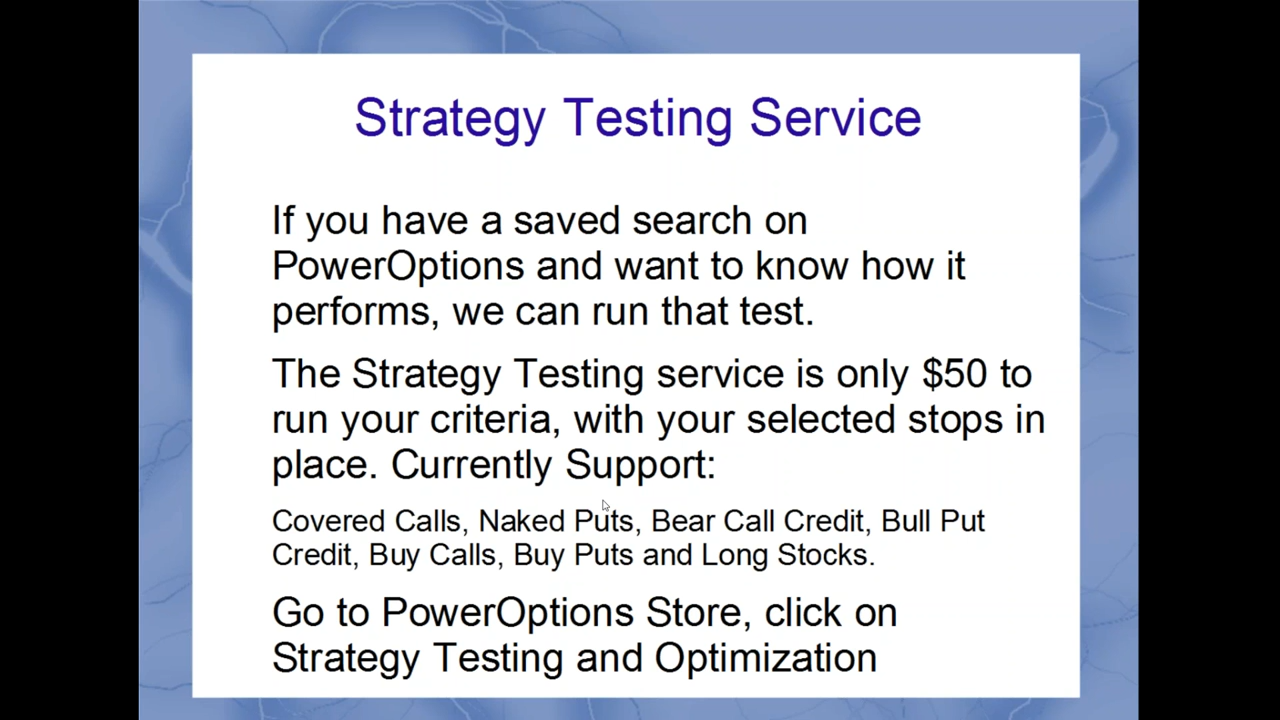 Strategy Testing Service
If you have a saved search on
PowerOptions and want to know how it
performs, we can run that test.
The Strategy Testing service is only $50 to
run your criteria, with your selected stops in
place. Currently Support:
Covered Calls, Naked Puts, Bear Call Credit, Bull Put
Credit, Buy Calls, Buy Puts and Long Stocks.
Go to PowerOptions Store, click on
Strategy Testing and Optimization